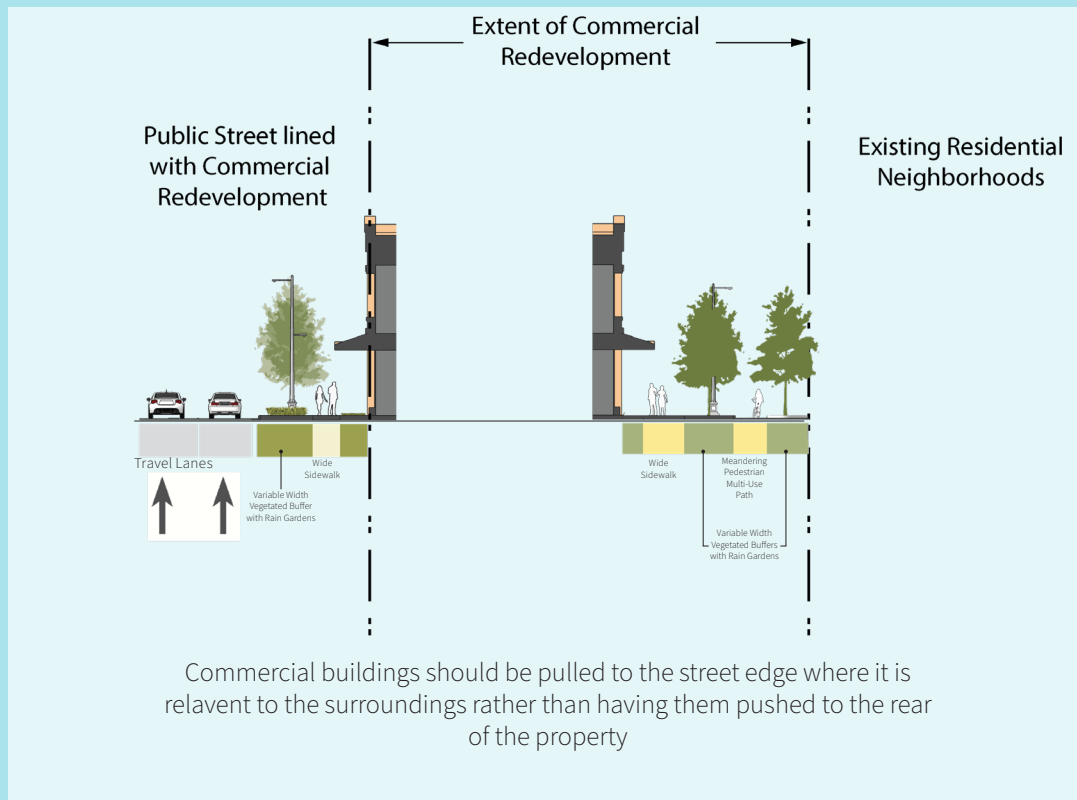 Extent of Commercial
Redevelopment
Public Street lined
with Commercial
Redevelopment
Existing Residential
Neighborhoods
Travel Lanes
Wide
Sidewalk
Variable Width
Vegetated Buffer
with Rain Gardens
Wide
Sidewalk
Meandering
Pedestrian
Multi-Use
Path
Variable Width
Vegetated Buffers
with Rain Gardens
Commercial buildings should be pulled to the street edge where it is
relavent to the surroundings rather than having them pushed to the rear
of the property